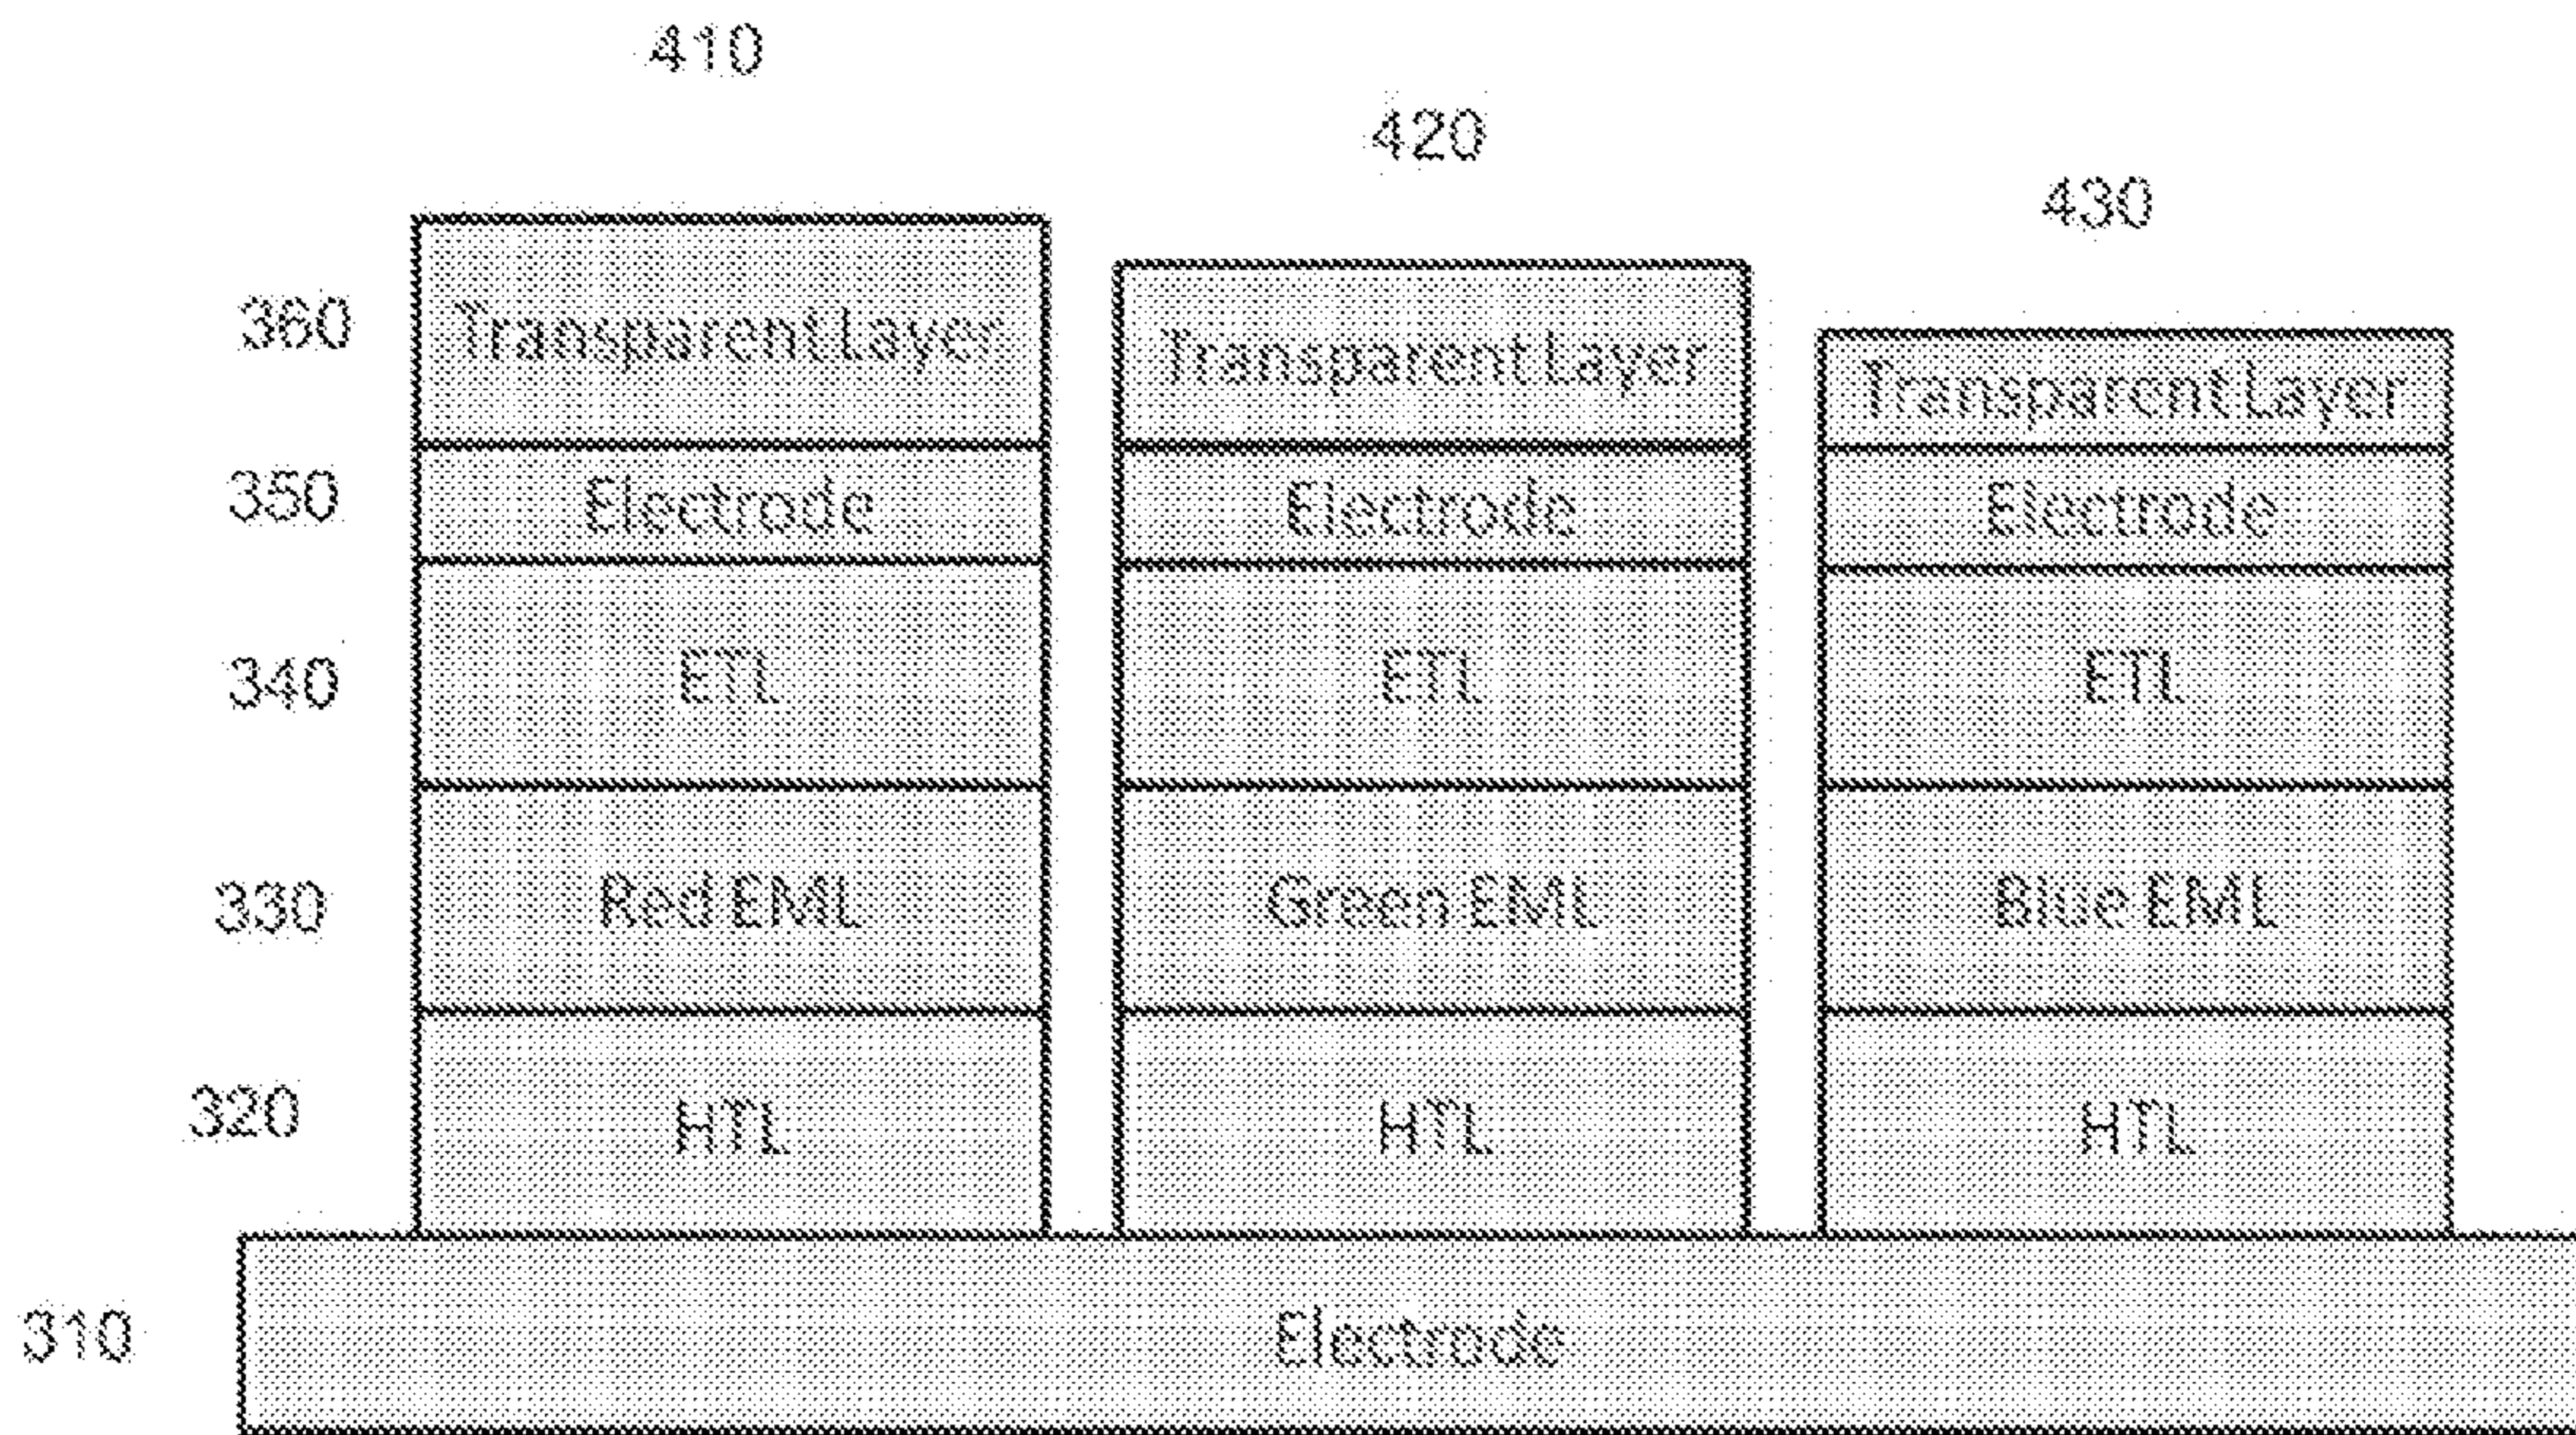 410
420
430
360 Transparent Layer Transparent Layer Transparent Layer
350 Electrode Electrode Electrode
340 ETL ETL ETL
330 Red EML Green EML Blue EML
320 HTL HTL HTL
310 Electrode